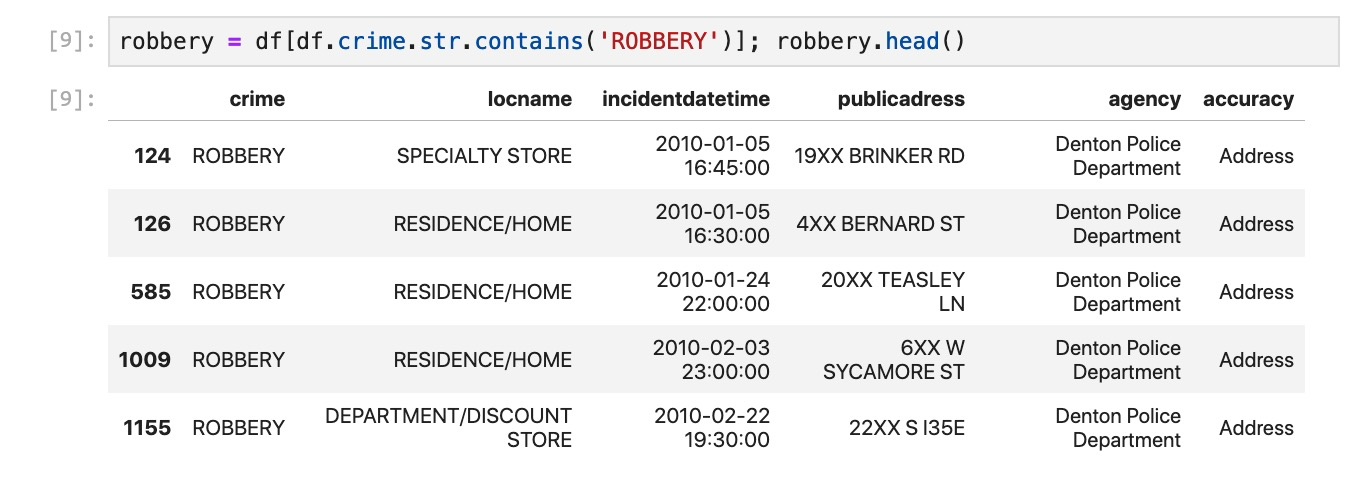 [9]: robbery = df[df.crime.str.contains('ROBBERY')]; robbery.head()
[9]: crime locname incidentdatetime publicadress agency accuracy
124 ROBBERY SPECIALTY STORE 2010-01-05 16:45:00 19XX BRINKER RD Denton Police Department Address
126 ROBBERY RESIDENCE/HOME 2010-01-05 16:30:00 4XX BERNARD ST Denton Police Department Address
585 ROBBERY RESIDENCE/HOME 2010-01-24 22:00:00 20XX TEASLEY LN Denton Police Department Address
1009 ROBBERY RESIDENCE/HOME 2010-02-03 23:00:00 6XX W SYCAMORE ST Denton Police Department Address
1155 ROBBERY DEPARTMENT/DISCOUNT STORE 2010-02-22 19:30:00 22XX S I35E Denton Police Department Address